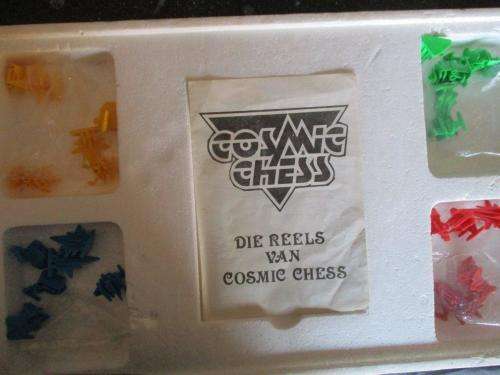 COSMIC
CHESS
DIE REELS
VAN
COSMIC CHESS